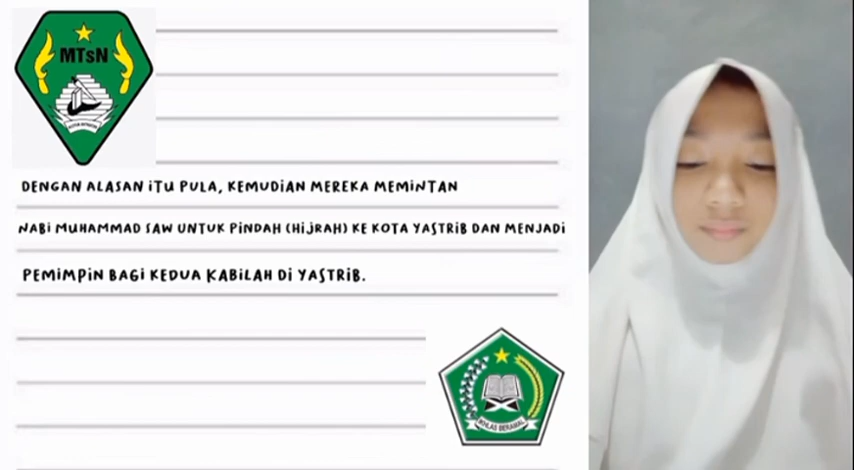 MTsN
DENGAN ALASAN iTU PULA, KEMUDiAN MEREKA MEMiNTAN
NABi MUHAMMAD SAW UNTUK PiNDAH (HiJRAH) KE KOTA YASTRiB DAN MENJADi
PEMiMPiN BAGi KEDUA KABiLAH Di YASTRiB.
IKHLAS BERAMAL